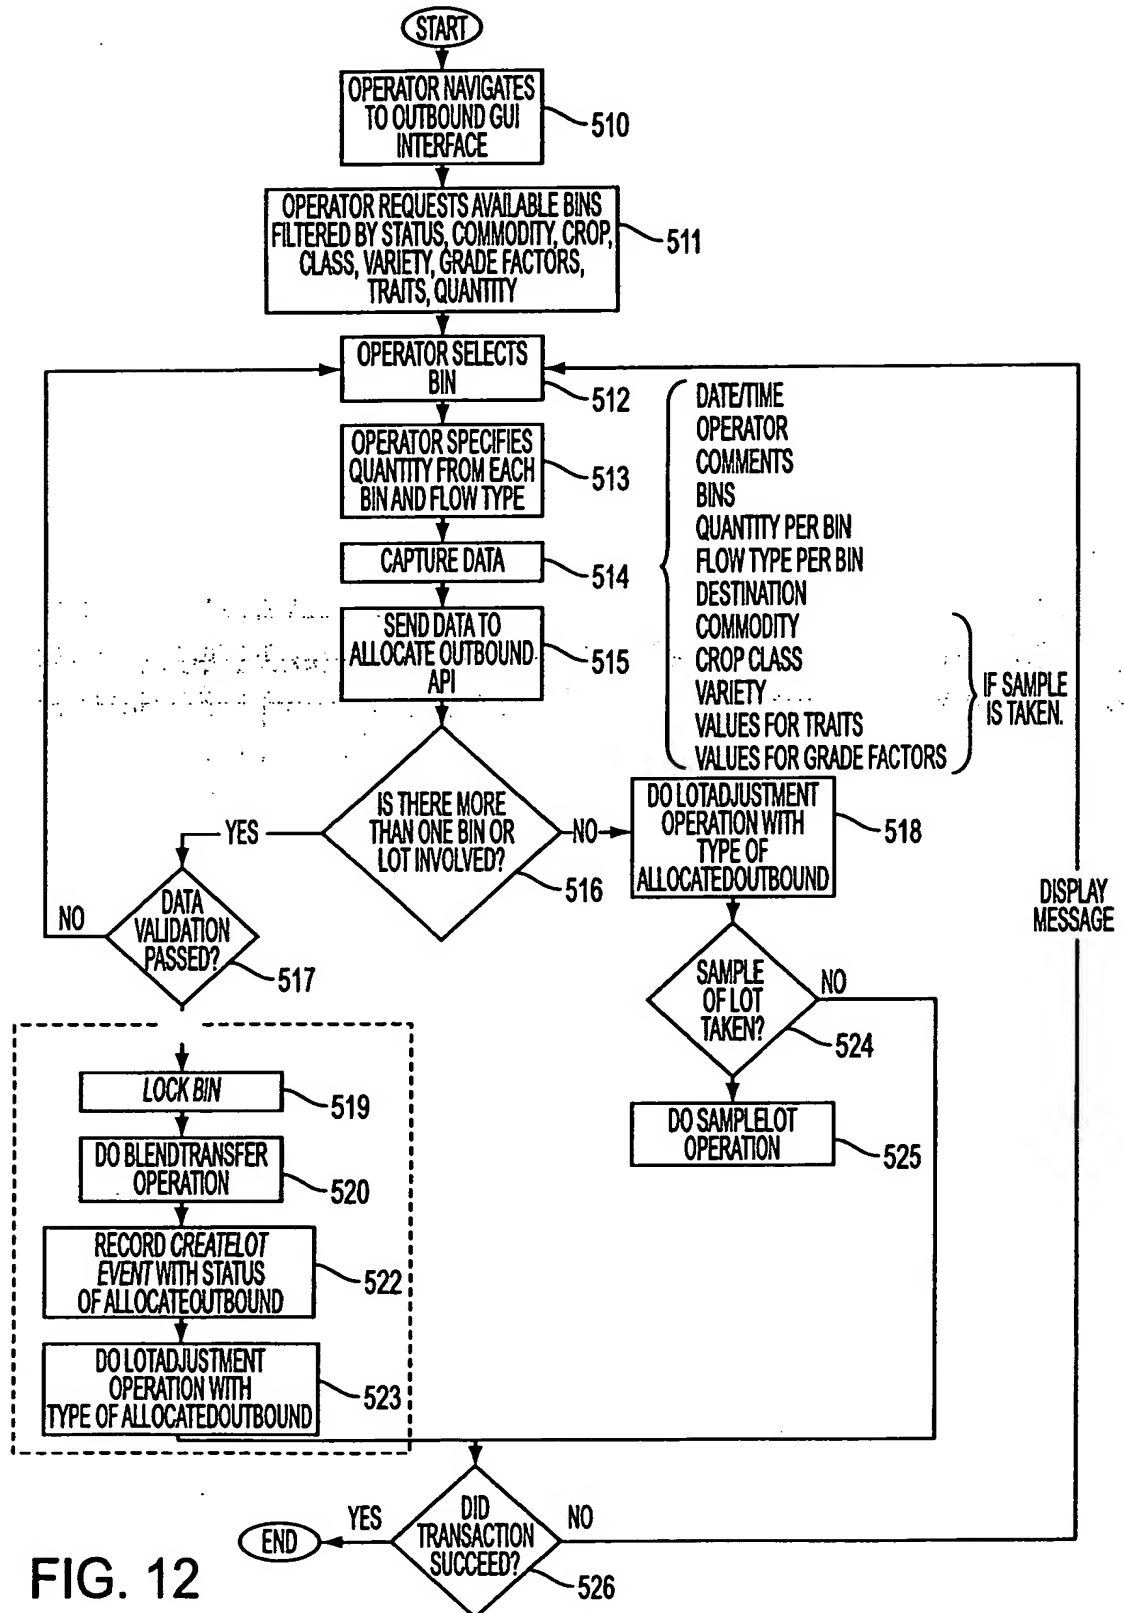 START
OPERATOR NAVIGATES
TO OUTBOUND GUI
INTERFACE
510
OPERATOR REQUESTS AVAILABLE BINS
FILTERED BY STATUS, COMMODITY, CROP,
CLASS, VARIETY, GRADE FACTORS,
TRAITS, QUANTITY
511
OPERATOR SELECTS
BIN
512
OPERATOR SPECIFIES
QUANTITY FROM EACH
BIN AND FLOW TYPE
513
CAPTURE DATA
514
SEND DATA TO
ALLOCATE OUTBOUND
API
515
DATE/TIME
OPERATOR
COMMENTS
BINS
QUANTITY PER BIN
FLOW TYPE PER BIN
DESTINATION
COMMODITY
CROP CLASS
VARIETY
VALUES FOR TRAITS
VALUES FOR GRADE FACTORS
IF SAMPLE
IS TAKEN.
IS THERE MORE
THAN ONE BIN OR
LOT INVOLVED?
516
YES
NO
DATA
VALIDATION
PASSED?
517
NO
DO LOTADJUSTMENT
OPERATION WITH
TYPE OF
ALLOCATEDOUTBOUND
518
DISPLAY
MESSAGE
SAMPLE
OF LOT
TAKEN?
524
NO
DO SAMPLELOT
OPERATION
525
LOCK BIN
519
DO BLENDTRANSFER
OPERATION
520
RECORD CREATELOT
EVENT WITH STATUS
OF ALLOCATEOUTBOUND
522
DO LOTADJUSTMENT
OPERATION WITH
TYPE OF ALLOCATEDOUTBOUND
523
DID
TRANSACTION
SUCCEED?
526
YES
NO
END
FIG. 12